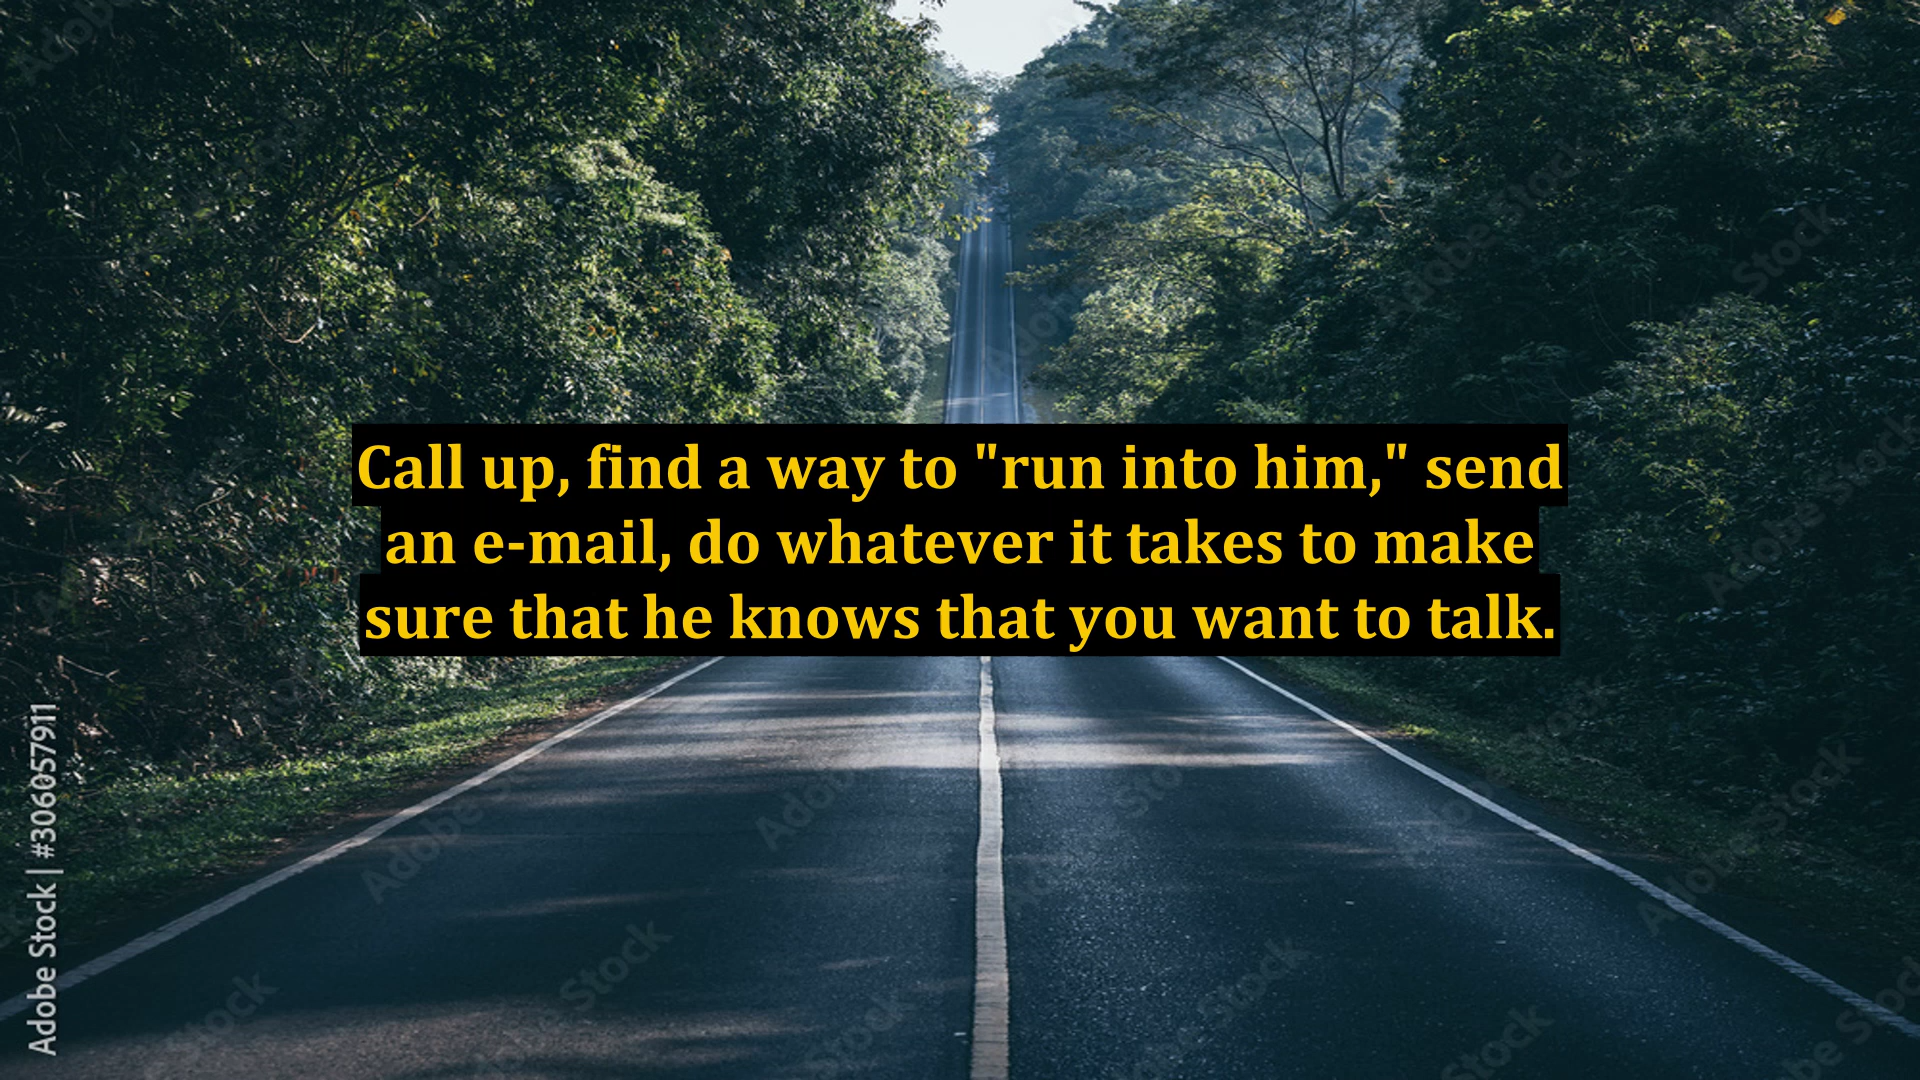 Call up, find a way to "run into him," send
an e-mail, do whatever it takes to make
sure that he knows that you want to talk.
Adobe Stock | #306057911